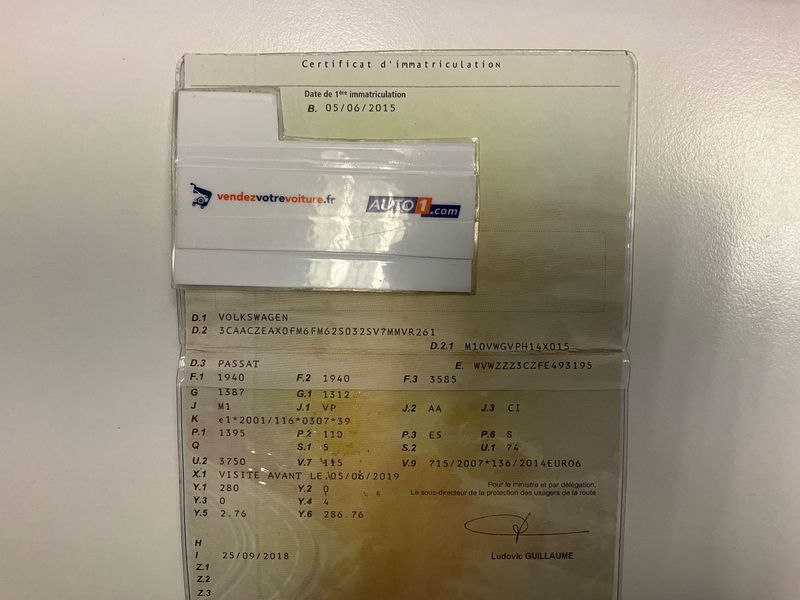 Certificat d'immatriculation
Date de 1ère immatriculation
B. 05/06/2015
vendezvotrevoiture.fr
AUTO1.com
D.1 VOLKSWAGEN
D.2 3CAACZEAX0FM6FM62S032SV7MMVR261
D.2.1 M10VWGVPH14X015
D.3 PASSAT E. WVWZZZ3CZFE493195
F.1 1940 F.2 1940 F.3 3585
G 1387 G.1 1312
J M1 J.1 VP J.2 AA J.3 CI
K e1*2001/116*0307*39
P.1 1395 P.2 110 P.3 ES P.6 8
Q S.1 5 S.2 U.1 74
U.2 3750 V.7 115 V.9 715/2007*136/2014EURO6
X.1 VISITE AVANT LE 05/06/2019
Y.1 280 Y.2 0
Y.3 0 Y.4 4
Y.5 2.76 Y.6 286.76
Pour le ministre et par délégation,
Le sous-directeur de la protection des usagers de la route
Ludovic GUILLAUME
H
I 25/09/2018
Z.1
Z.2
Z.3